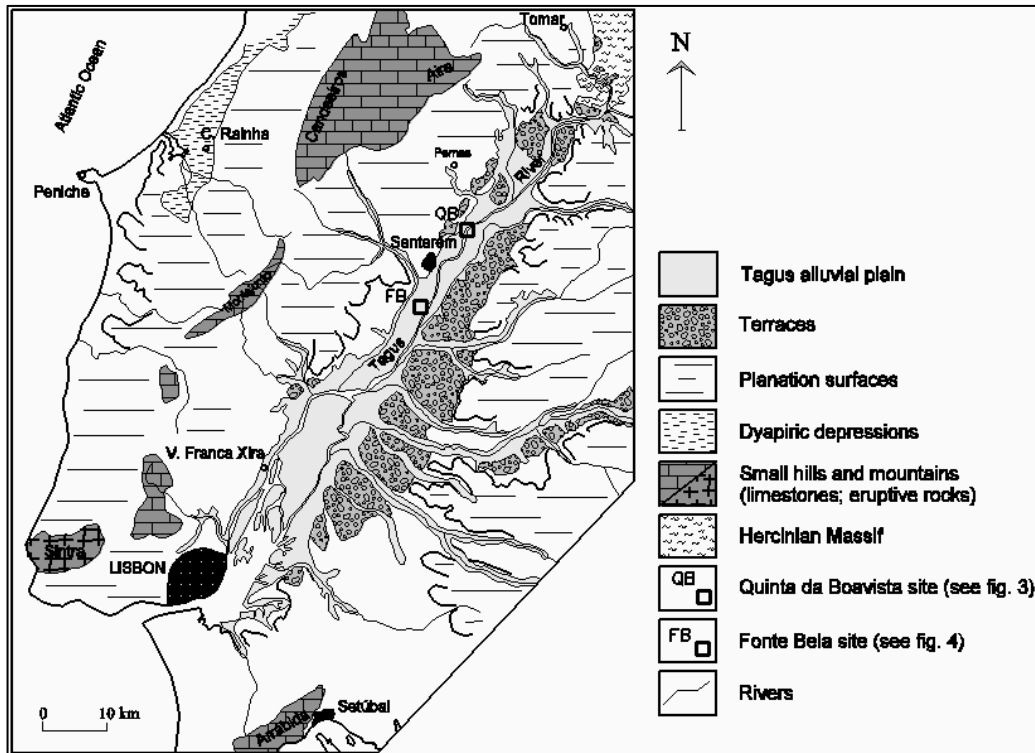 Tomar
N
Atlantic Ocean
Aire
Candeeiros
C. Rainha
Pernes
River
Peniche
QB
Santarém
FB
Montejunto
Tagus
V. Franca Xira
Sintra
LISBON
Setúbal
Arrábida
0 10 km
Tagus alluvial plain
Terraces
Planation surfaces
Dyapiric depressions
Small hills and mountains
(limestones; eruptive rocks)
Hercinian Massif
QB
Quinta da Boavista site (see fig. 3)
FB
Fonte Bela site (see fig. 4)
Rivers